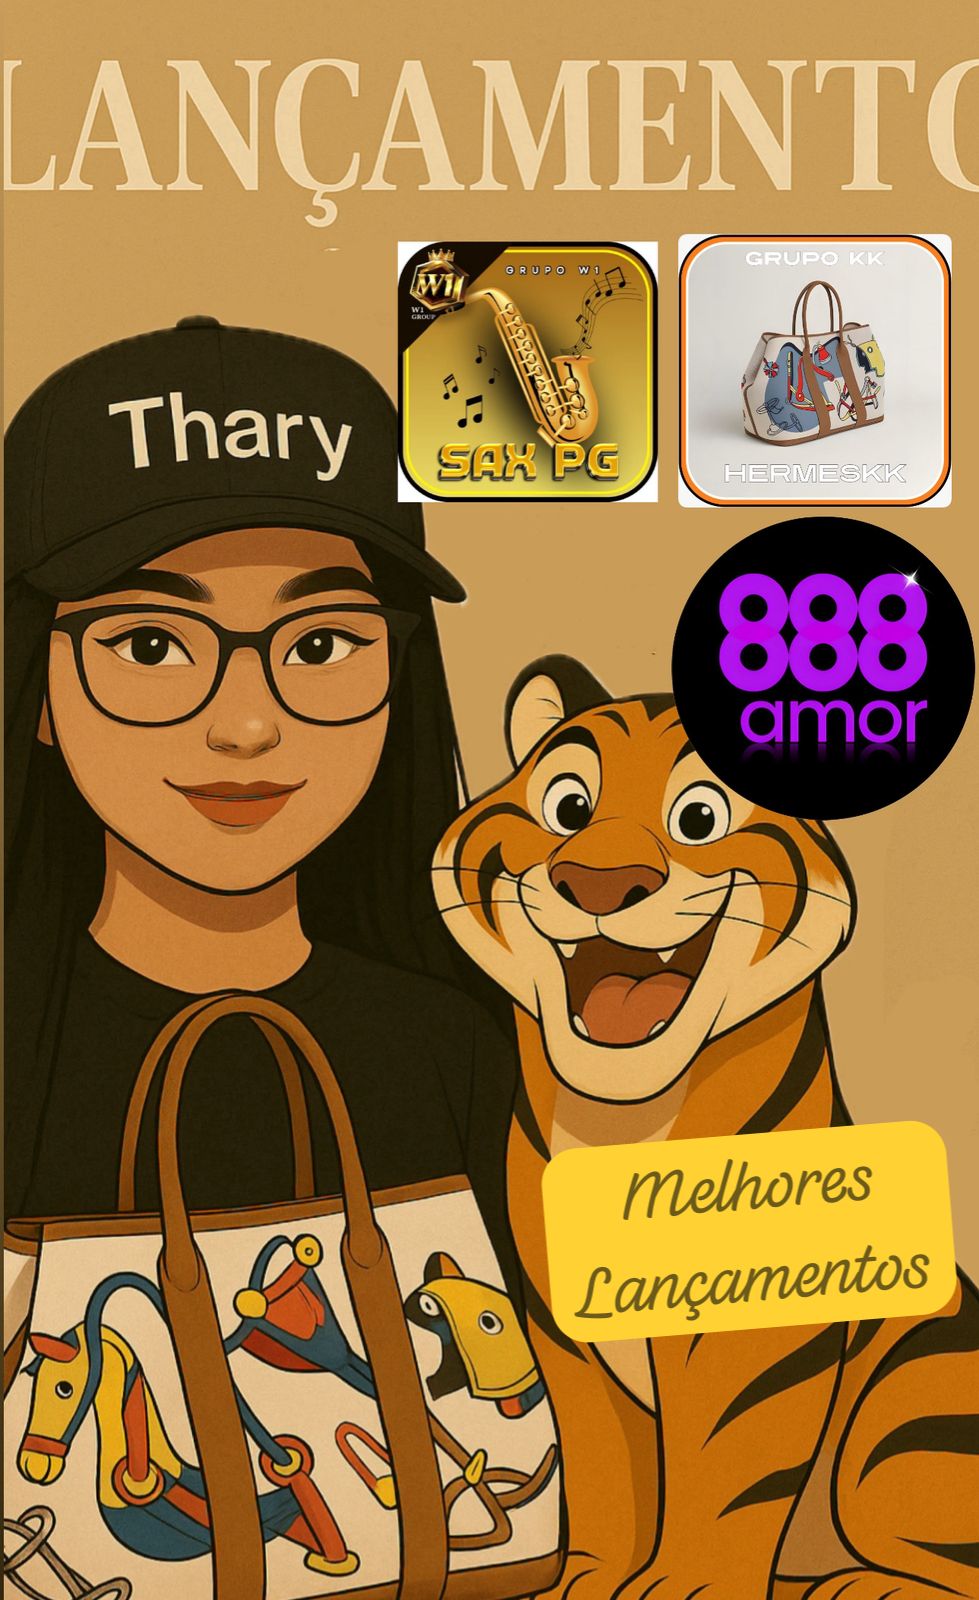 LANÇAMENTO
W1
W1
GROUP
GRUPO W1
SAX PG
GRUPO KK
HERMESKK
Thary
888
amor
Melhores
Lançamentos